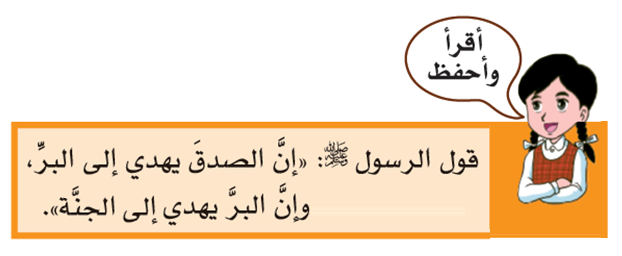 أقرأ
وأحفظ
قول الرسول ﷺ: «إنَّ الصدقَ يهدي إلى البرِّ،
وإنَّ البرَّ يهدي إلى الجنَّة».